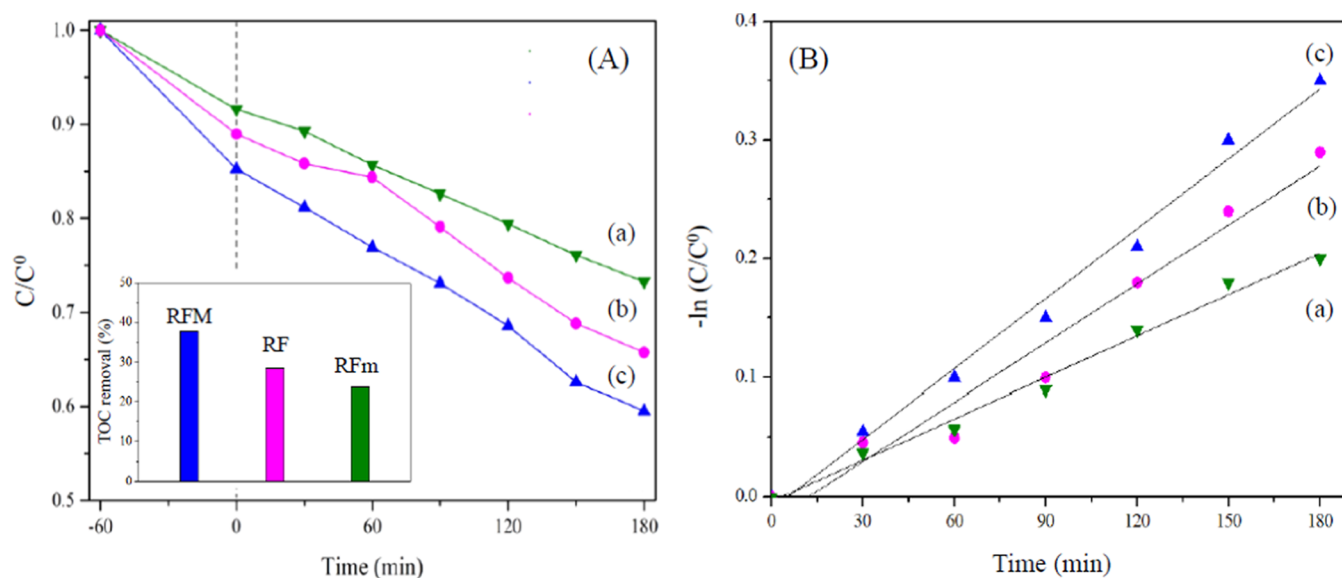 (A)
1.0
0.9
0.8
0.7
0.6
0.5
C/C⁰
(a)
(b)
(c)
50
40
30
20
10
0
TOC removal (%)
RFM
RF
RFm
-60
0
60
120
180
Time (min)
(B)
0.4
0.3
0.2
0.1
0.0
-ln (C/C⁰)
(c)
(b)
(a)
0
30
60
90
120
150
180
Time (min)